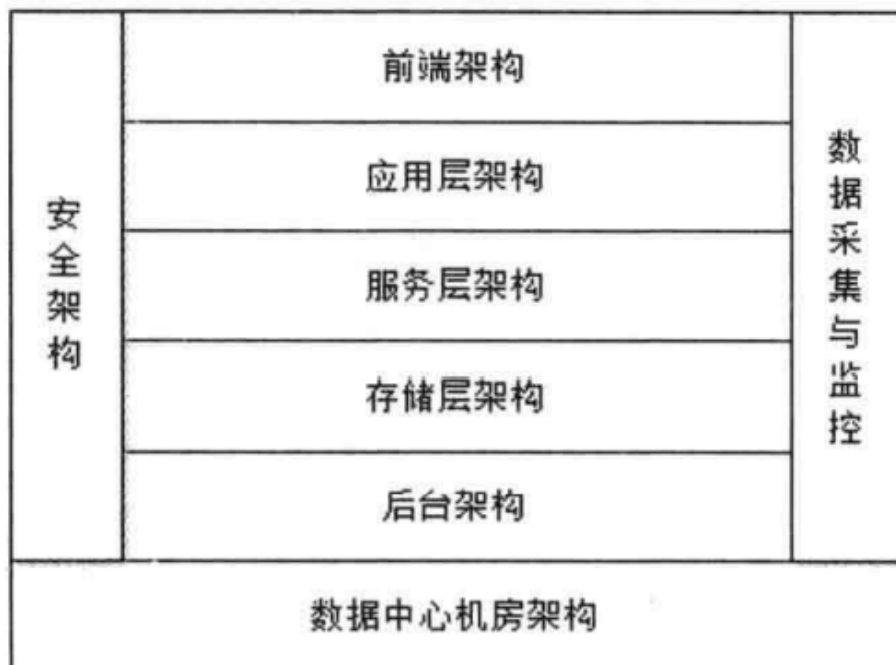 安全架构
前端架构
应用层架构
服务层架构
存储层架构
后台架构
数据采集与监控
数据中心机房架构